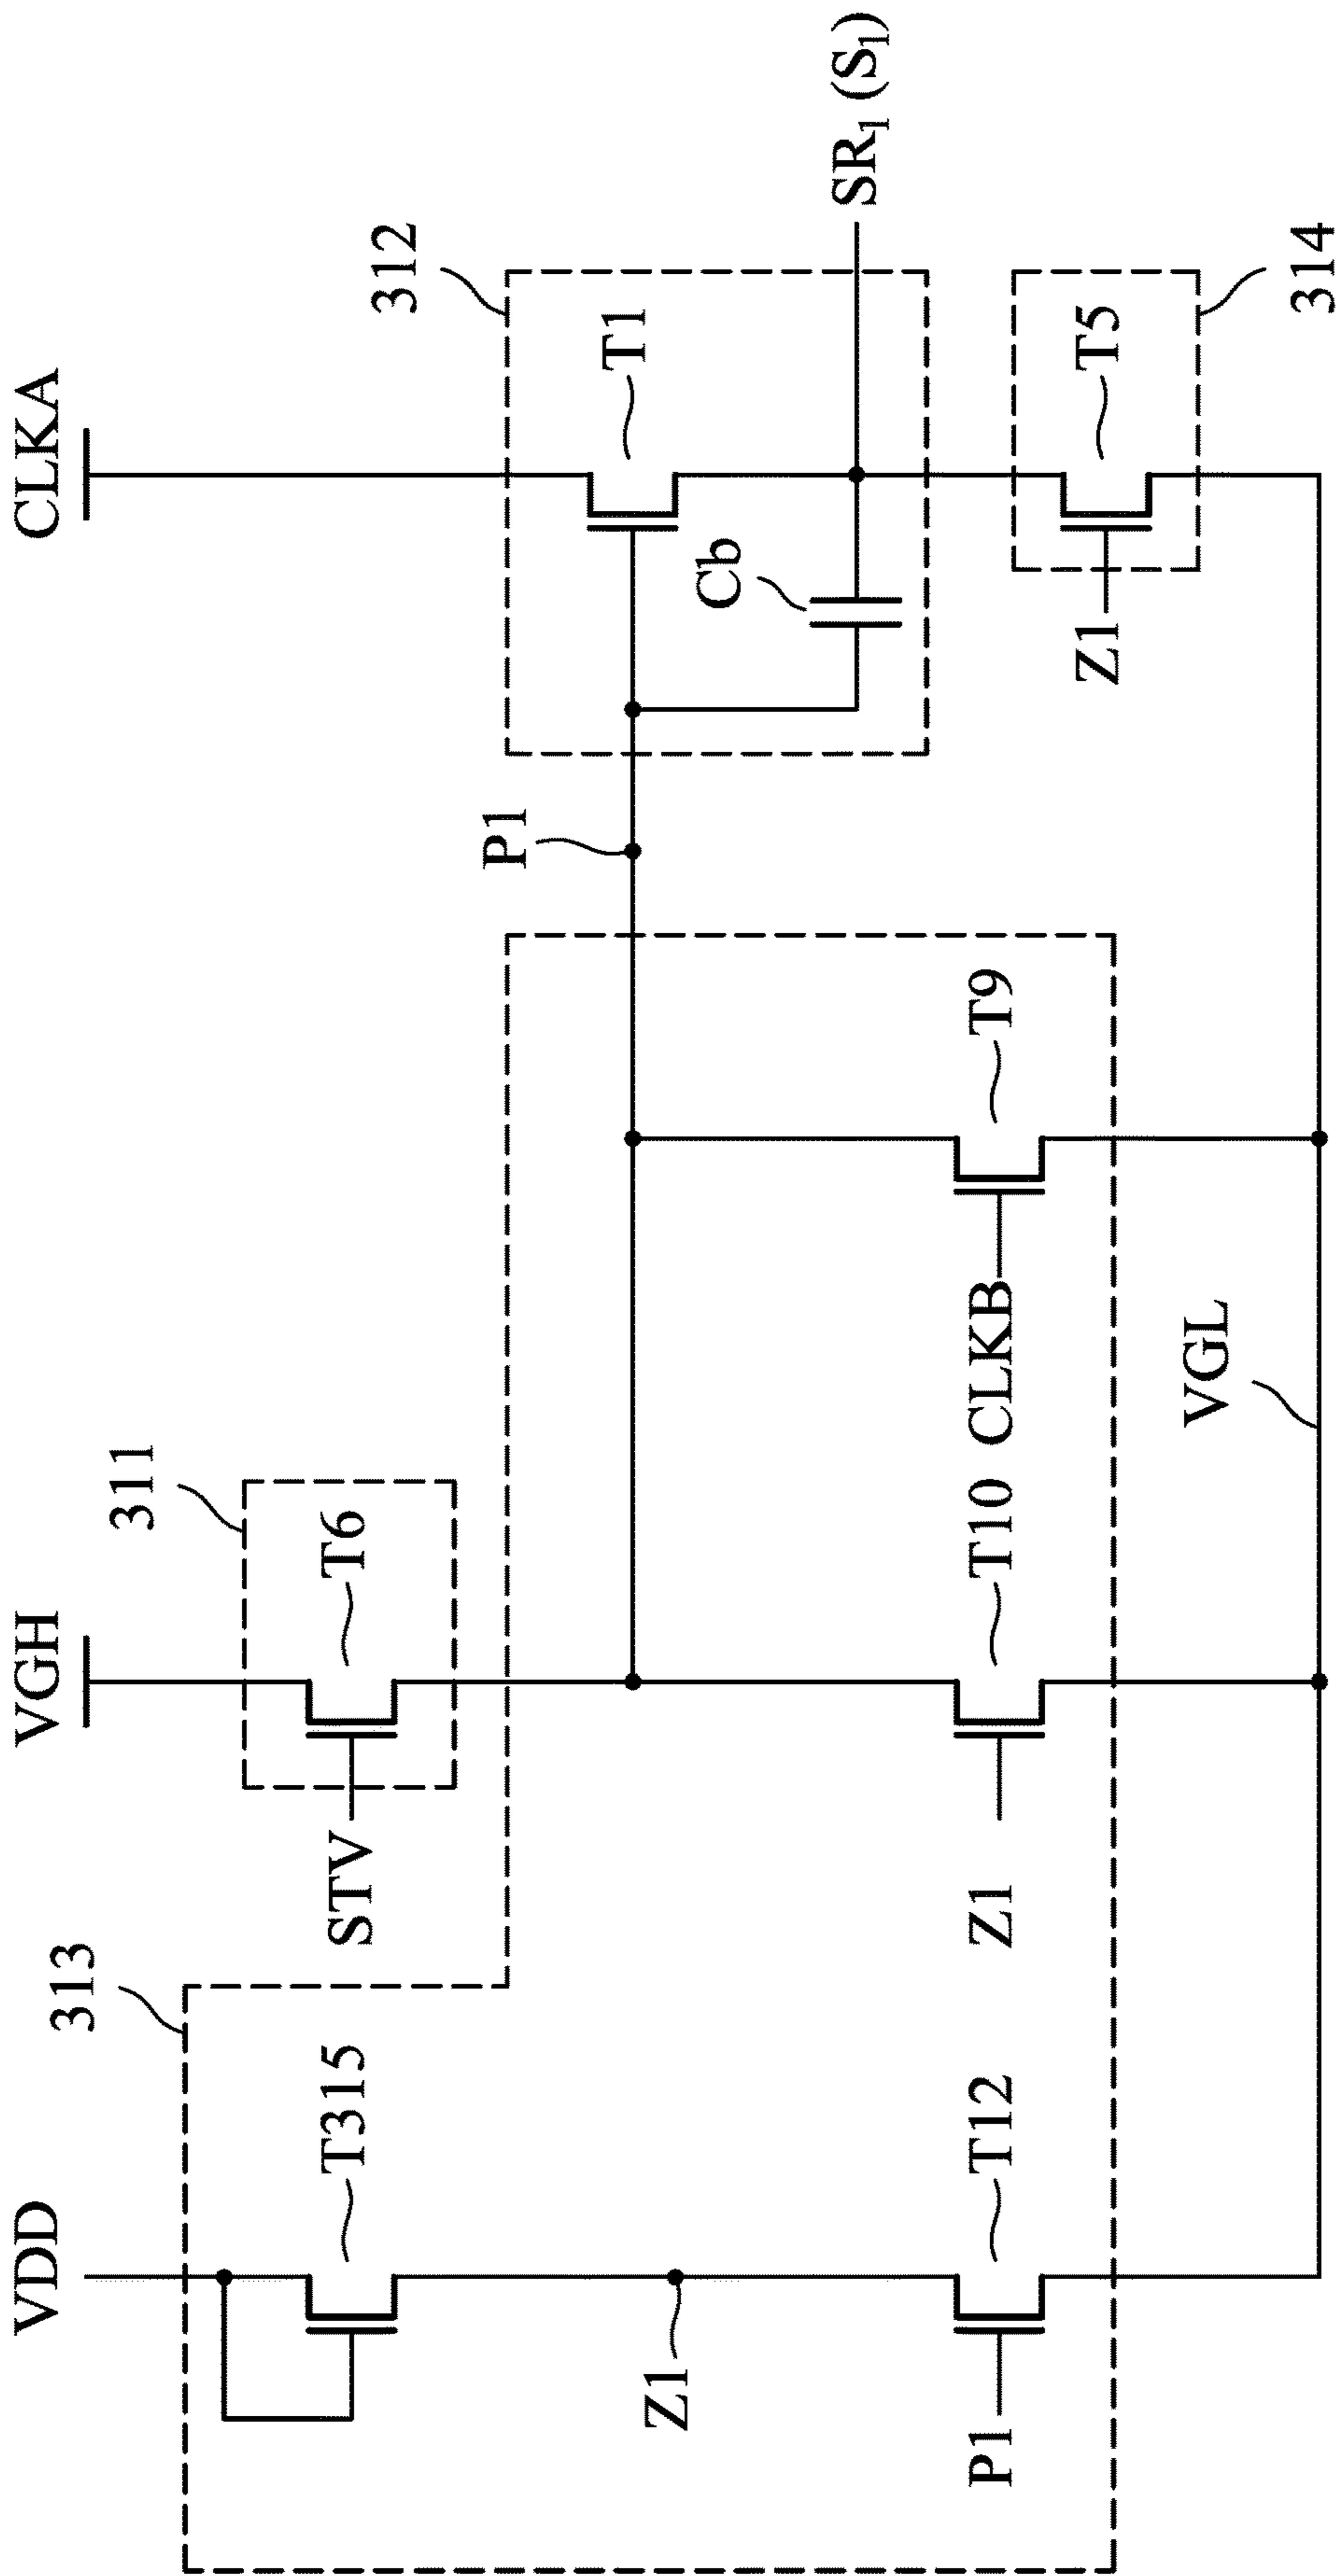 VDD
VGH
CLKA
313
311
312
T315
STV
T6
T1
P1
Cb
SR₁ (S₁)
Z1
P1
T12
Z1
T10
CLKB
T9
Z1
T5
VGL
314